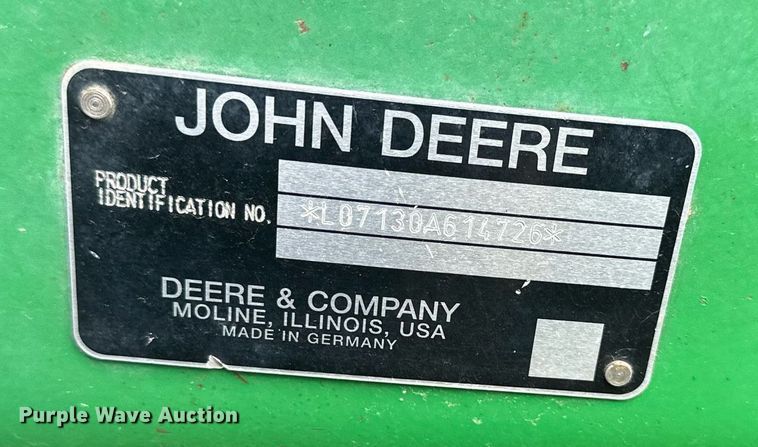 JOHN DEERE
PRODUCT
IDENTIFICATION NO.
*L07130A614726*
DEERE & COMPANY
MOLINE, ILLINOIS, USA
MADE IN GERMANY
Purple Wave Auction